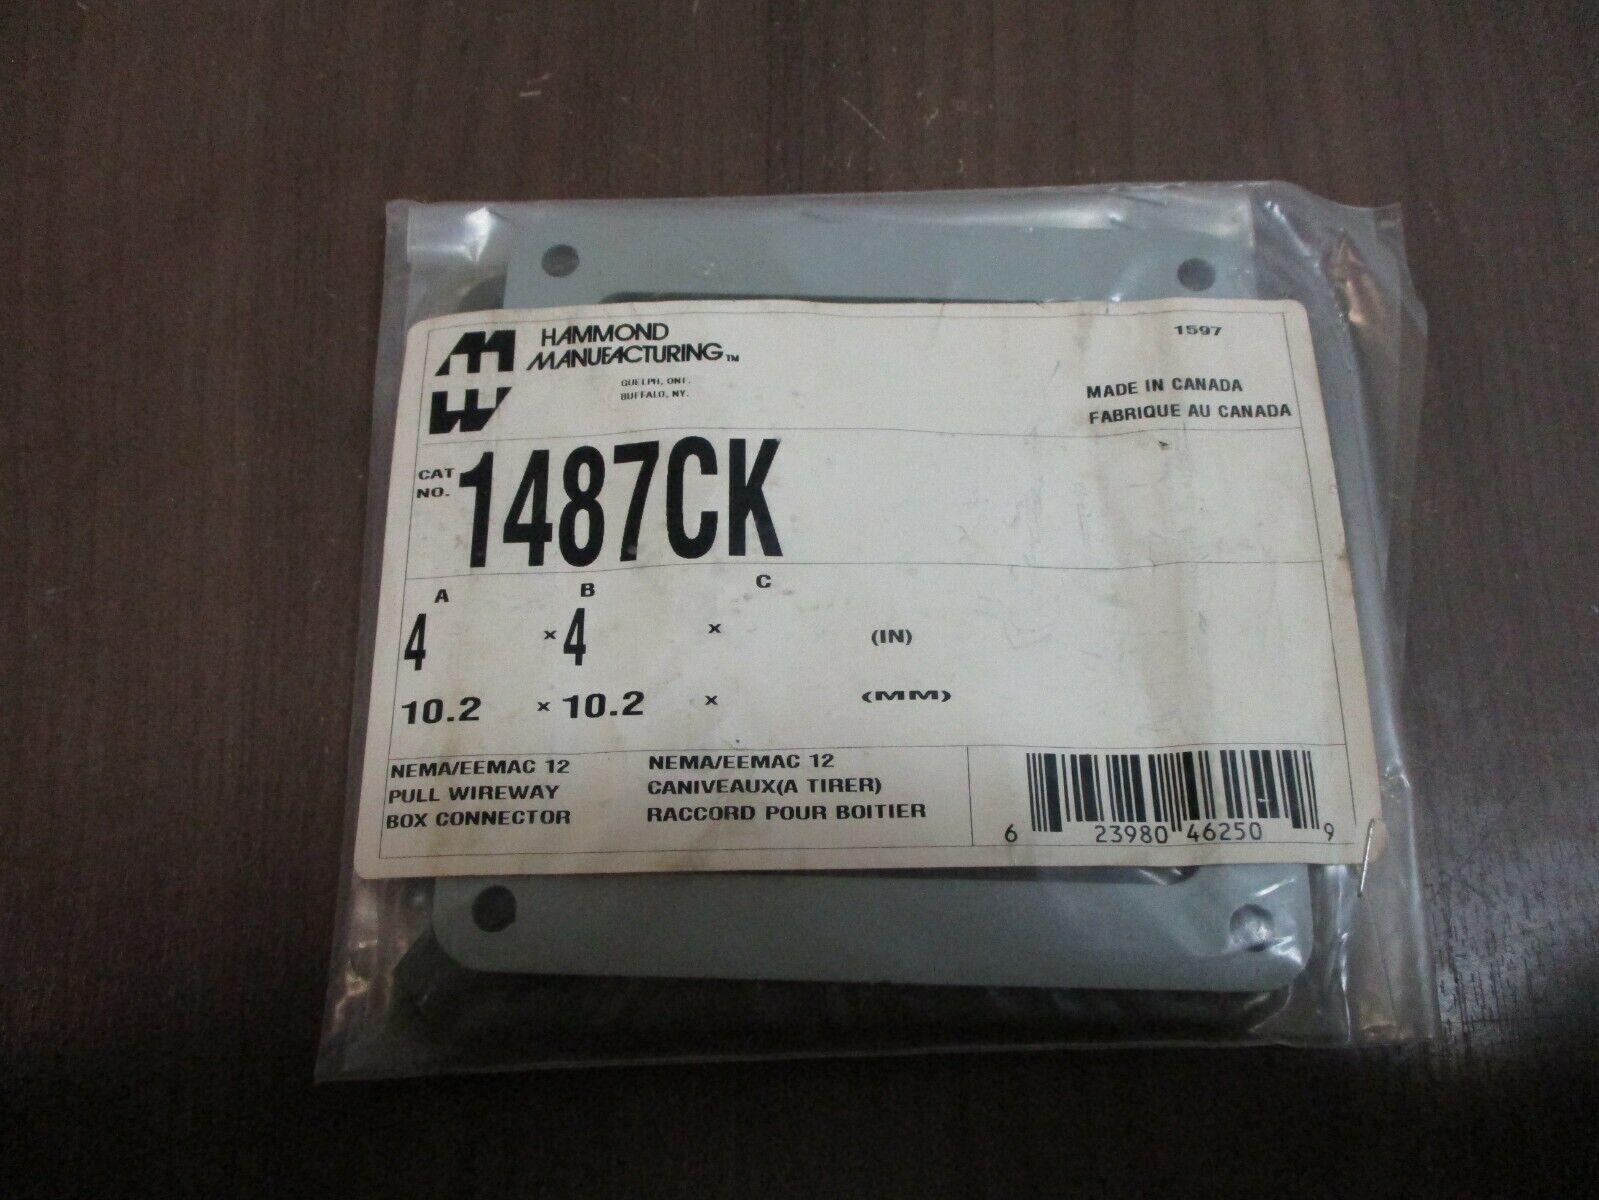 HAMMOND
MANUFACTURING™
GUELPH, ONT.
BUFFALO, NY.
1597
MADE IN CANADA
FABRIQUE AU CANADA
CAT
NO.
1487CK
A B C
4 × 4 × (IN)
10.2 × 10.2 × (MM)
NEMA/EEMAC 12
PULL WIREWAY
BOX CONNECTOR
NEMA/EEMAC 12
CANIVEAUX(A TIRER)
RACCORD POUR BOITIER
6 23980 46250 9